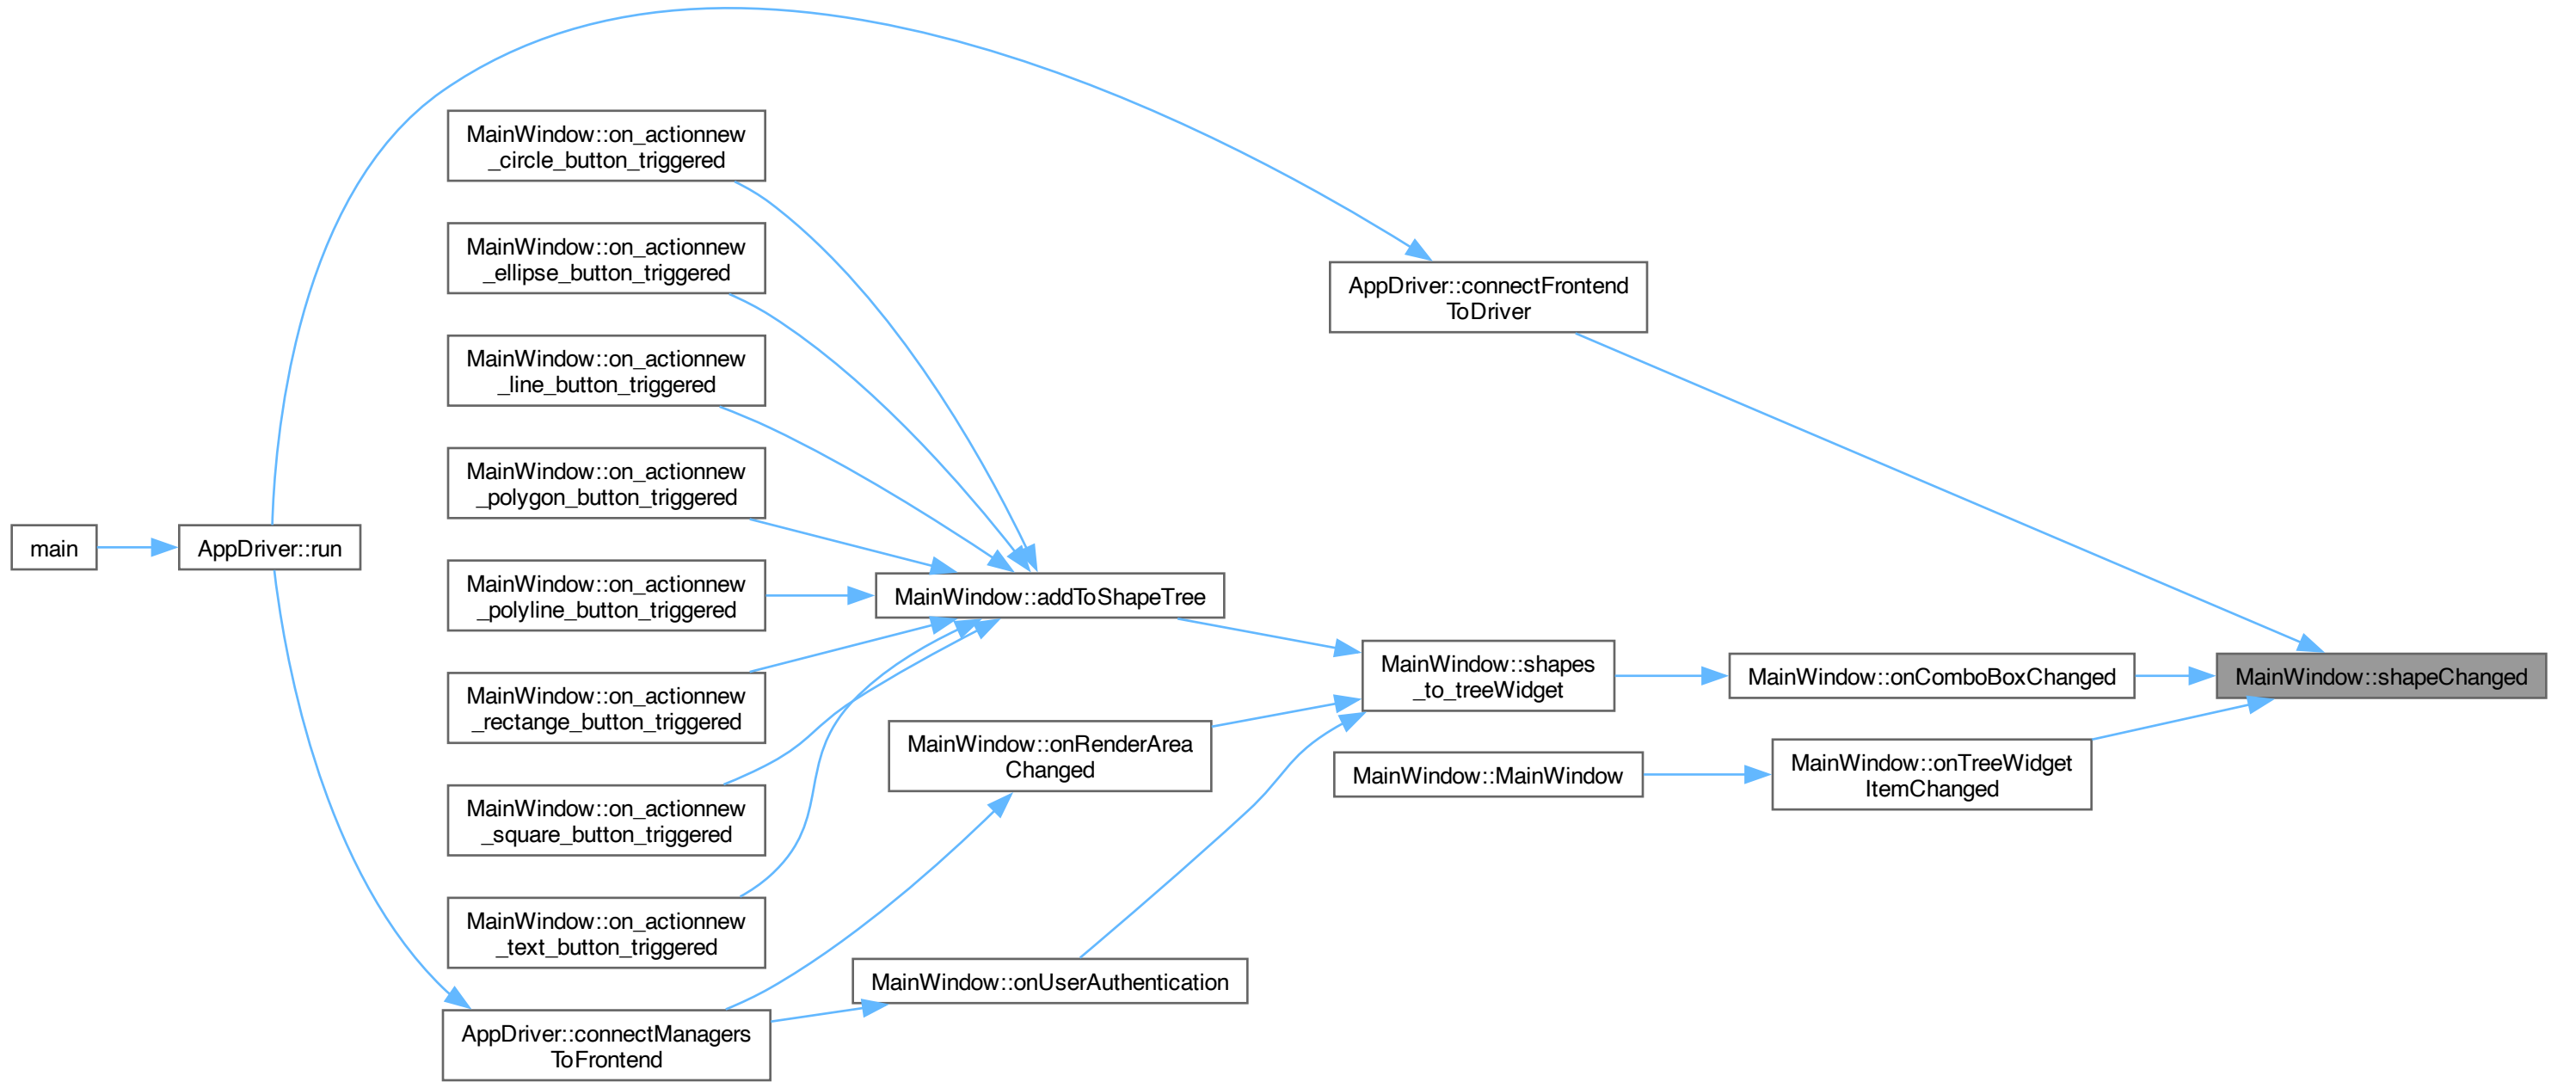 MainWindow::on_actionnew
_circle_button_triggered
MainWindow::on_actionnew
_ellipse_button_triggered
AppDriver::connectFrontend
ToDriver
MainWindow::on_actionnew
_line_button_triggered
MainWindow::on_actionnew
_polygon_button_triggered
main
AppDriver::run
MainWindow::on_actionnew
_polyline_button_triggered
MainWindow::addToShapeTree
MainWindow::shapes
_to_treeWidget
MainWindow::onComboBoxChanged
MainWindow::shapeChanged
MainWindow::on_actionnew
_rectange_button_triggered
MainWindow::onRenderArea
Changed
MainWindow::MainWindow
MainWindow::onTreeWidget
ItemChanged
MainWindow::on_actionnew
_square_button_triggered
MainWindow::on_actionnew
_text_button_triggered
MainWindow::onUserAuthentication
AppDriver::connectManagers
ToFrontend